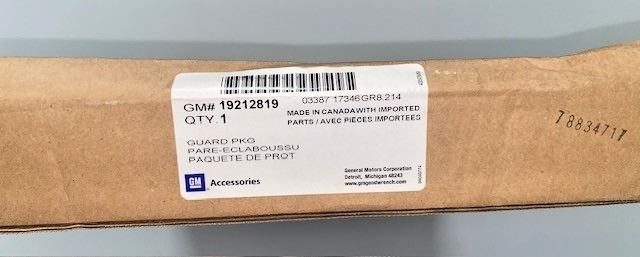 03387 17346GR8.214
GM# 19212819
QTY.1
MADE IN CANADAWITH IMPORTED
PARTS / AVEC PIÈCES IMPORTEES
GUARD PKG
PARE-ECLABOUSSU
PAQUETE DE PROT
GM Accessories
General Motors Corporation
Detroit, Michigan 48243
www.gmgoodwrench.com
78834717